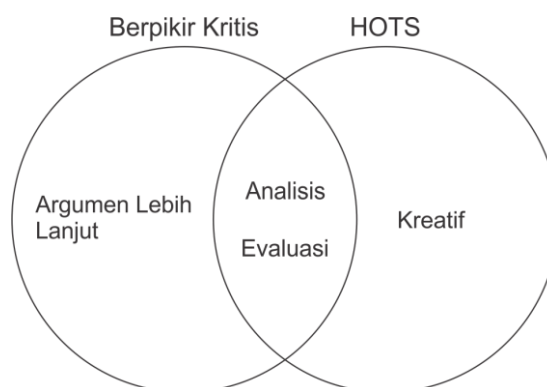 Berpikir Kritis
HOTS
Argumen Lebih
Lanjut
Analisis
Evaluasi
Kreatif